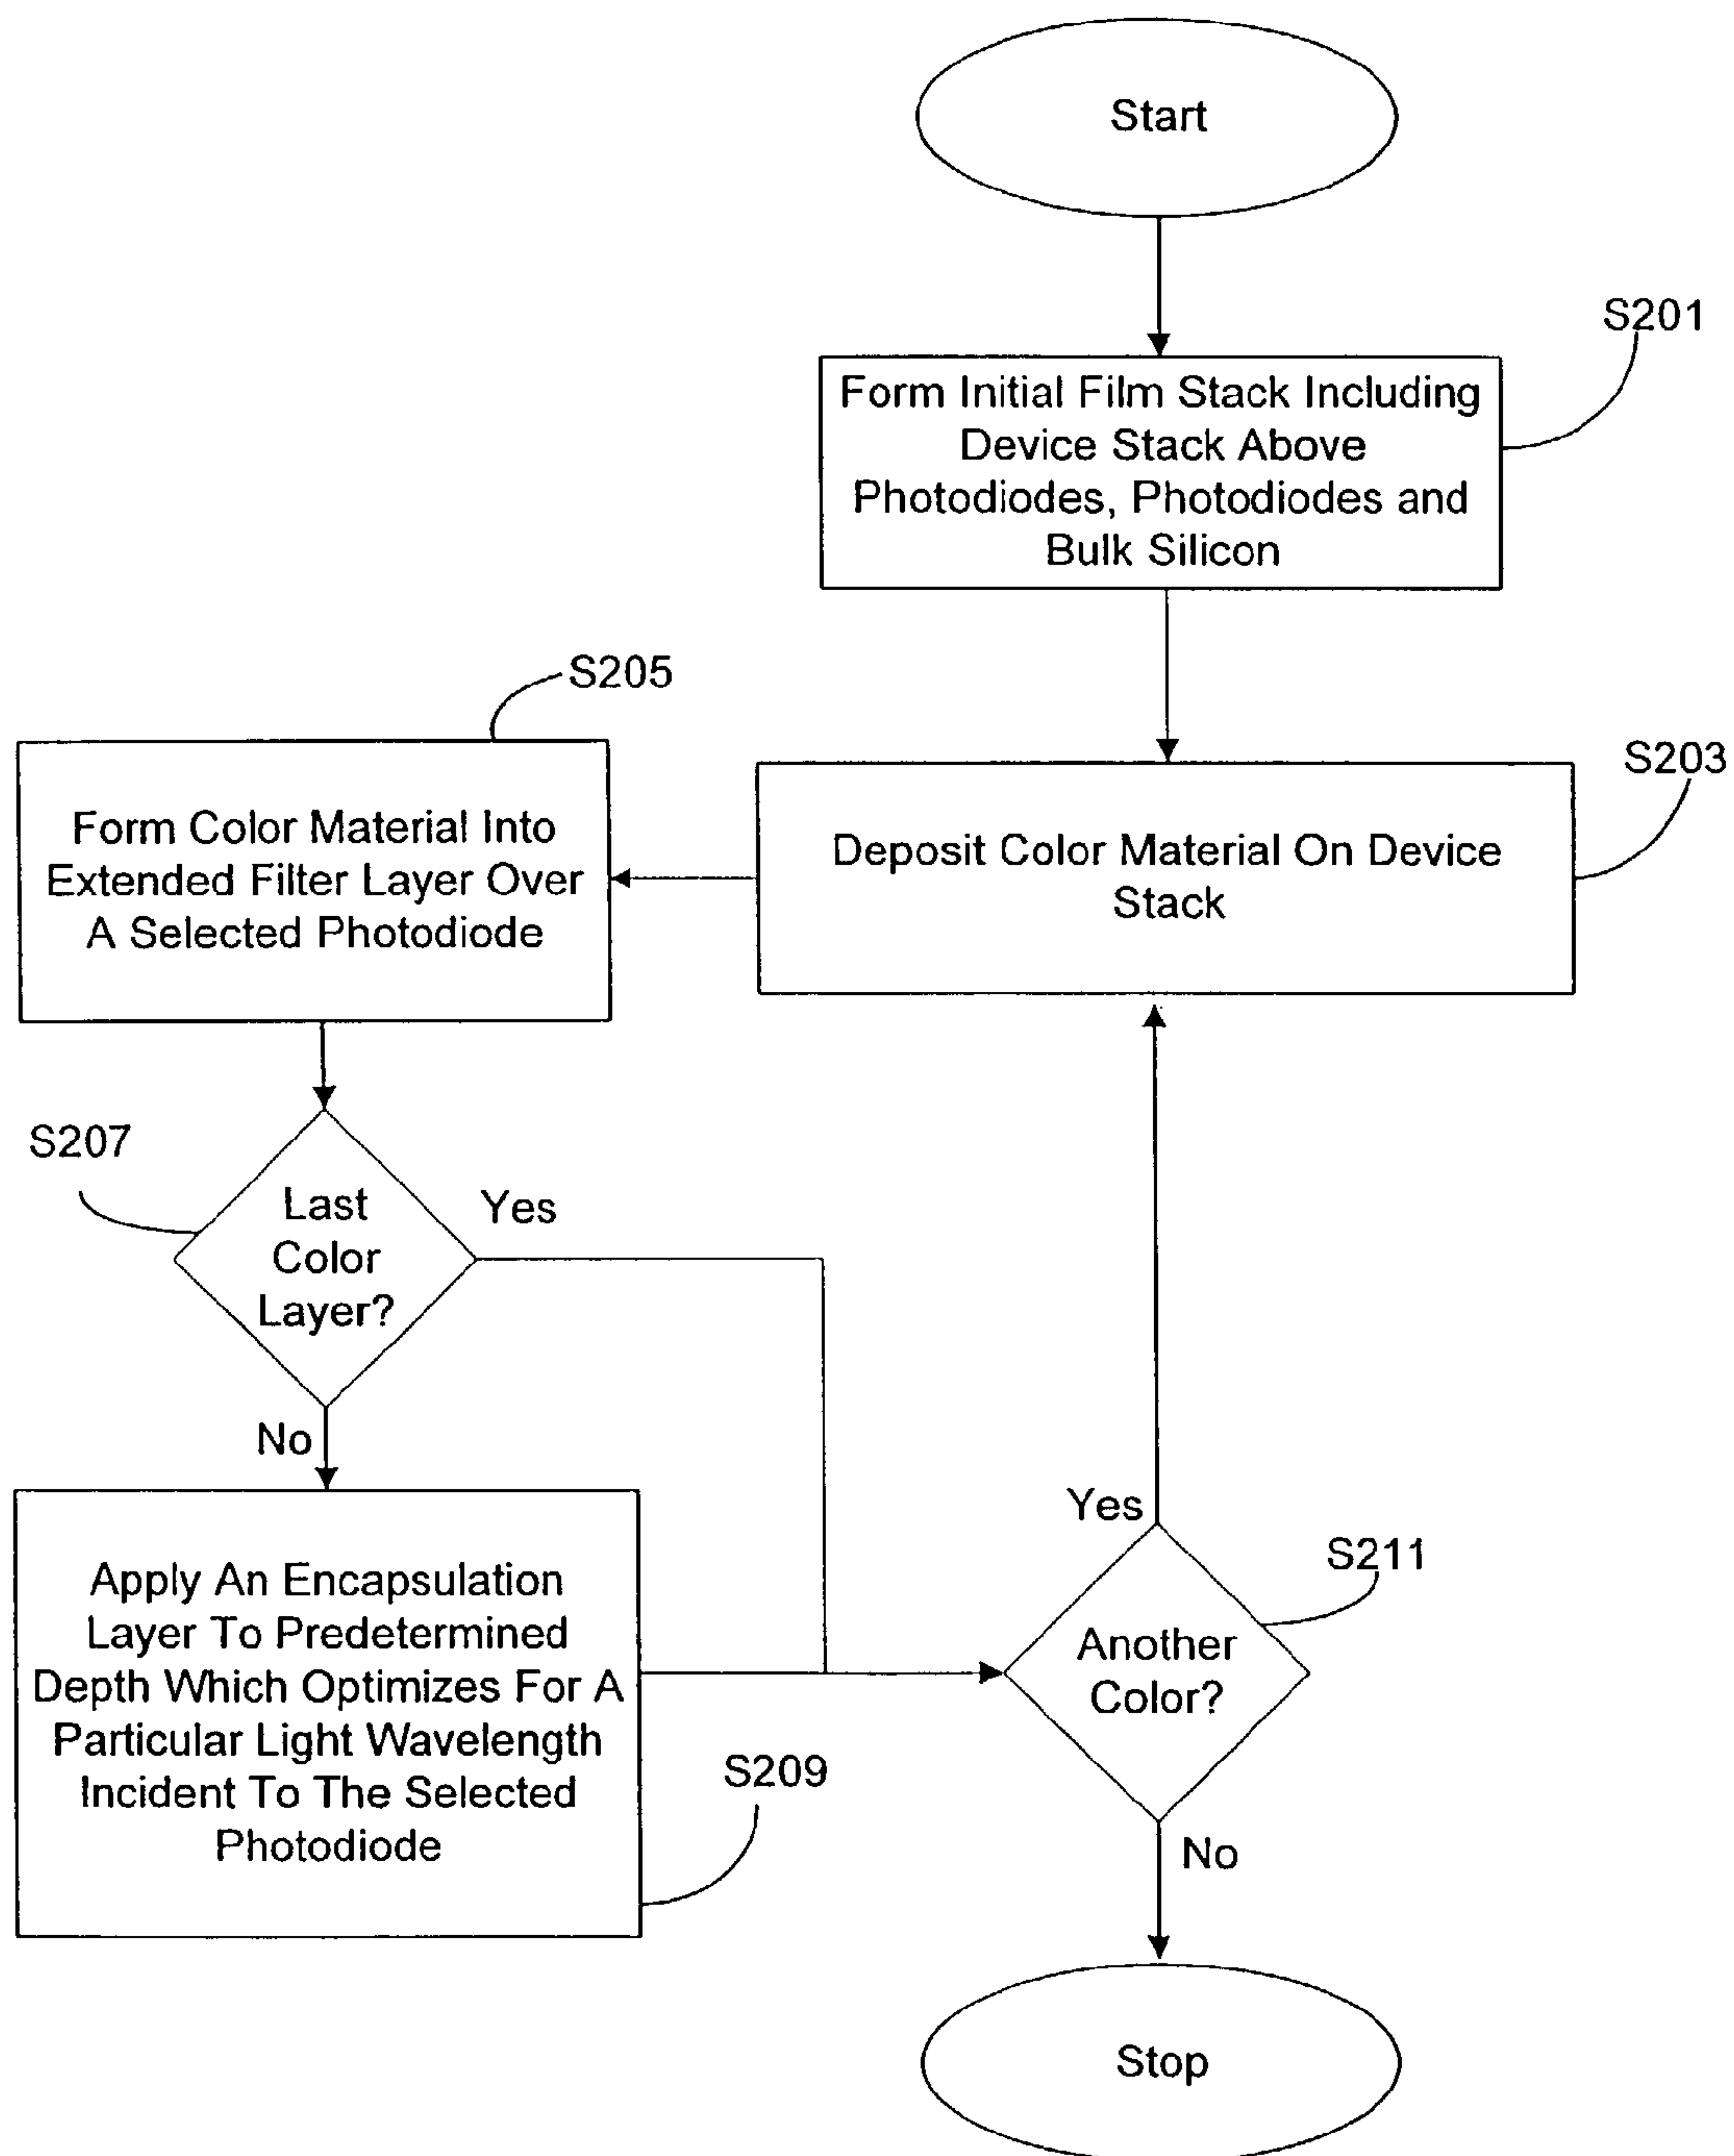 Start
S201
Form Initial Film Stack Including
Device Stack Above
Photodiodes, Photodiodes and
Bulk Silicon
S205
S203
Form Color Material Into
Extended Filter Layer Over
A Selected Photodiode
Deposit Color Material On Device
Stack
S207
Last
Color
Layer?
Yes
No
Apply An Encapsulation
Layer To Predetermined
Depth Which Optimizes For A
Particular Light Wavelength
Incident To The Selected
Photodiode
S209
Yes
S211
Another
Color?
No
Stop